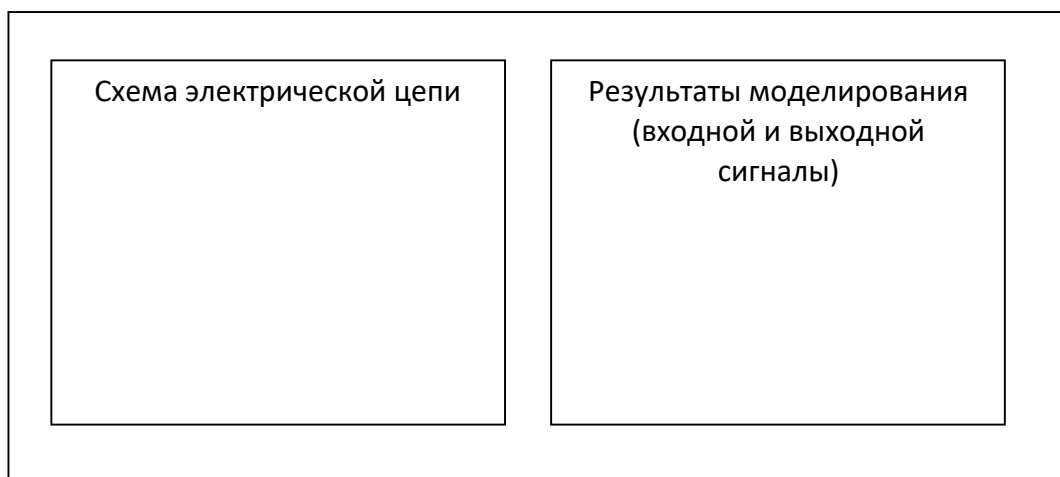 Схема электрической цепи
Результаты моделирования
(входной и выходной
сигналы)